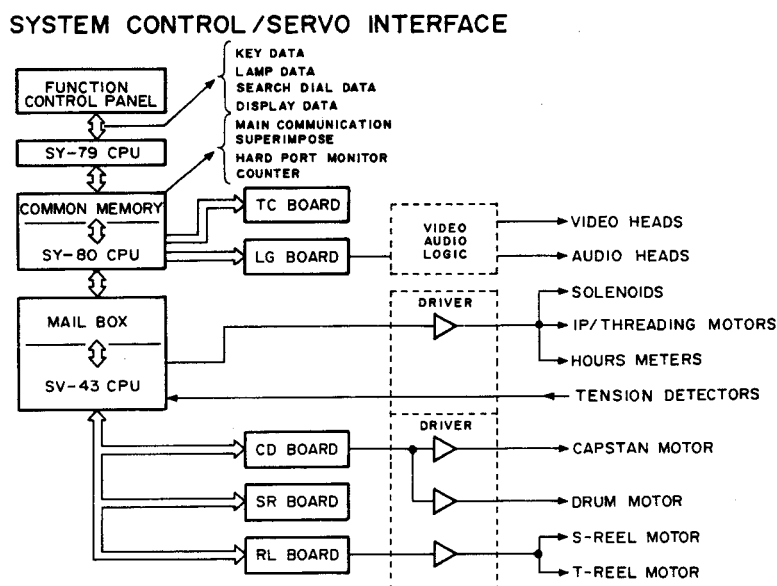 SYSTEM CONTROL/SERVO INTERFACE
KEY DATA
LAMP DATA
SEARCH DIAL DATA
DISPLAY DATA
MAIN COMMUNICATION
SUPERIMPOSE
HARD PORT MONITOR
COUNTER
FUNCTION
CONTROL PANEL
SY-79 CPU
COMMON MEMORY
SY-80 CPU
TC BOARD
LG BOARD
VIDEO
AUDIO
LOGIC
VIDEO HEADS
AUDIO HEADS
MAIL BOX
SV-43 CPU
DRIVER
SOLENOIDS
IP/THREADING MOTORS
HOURS METERS
TENSION DETECTORS
DRIVER
CD BOARD
CAPSTAN MOTOR
SR BOARD
DRUM MOTOR
RL BOARD
S-REEL MOTOR
T-REEL MOTOR